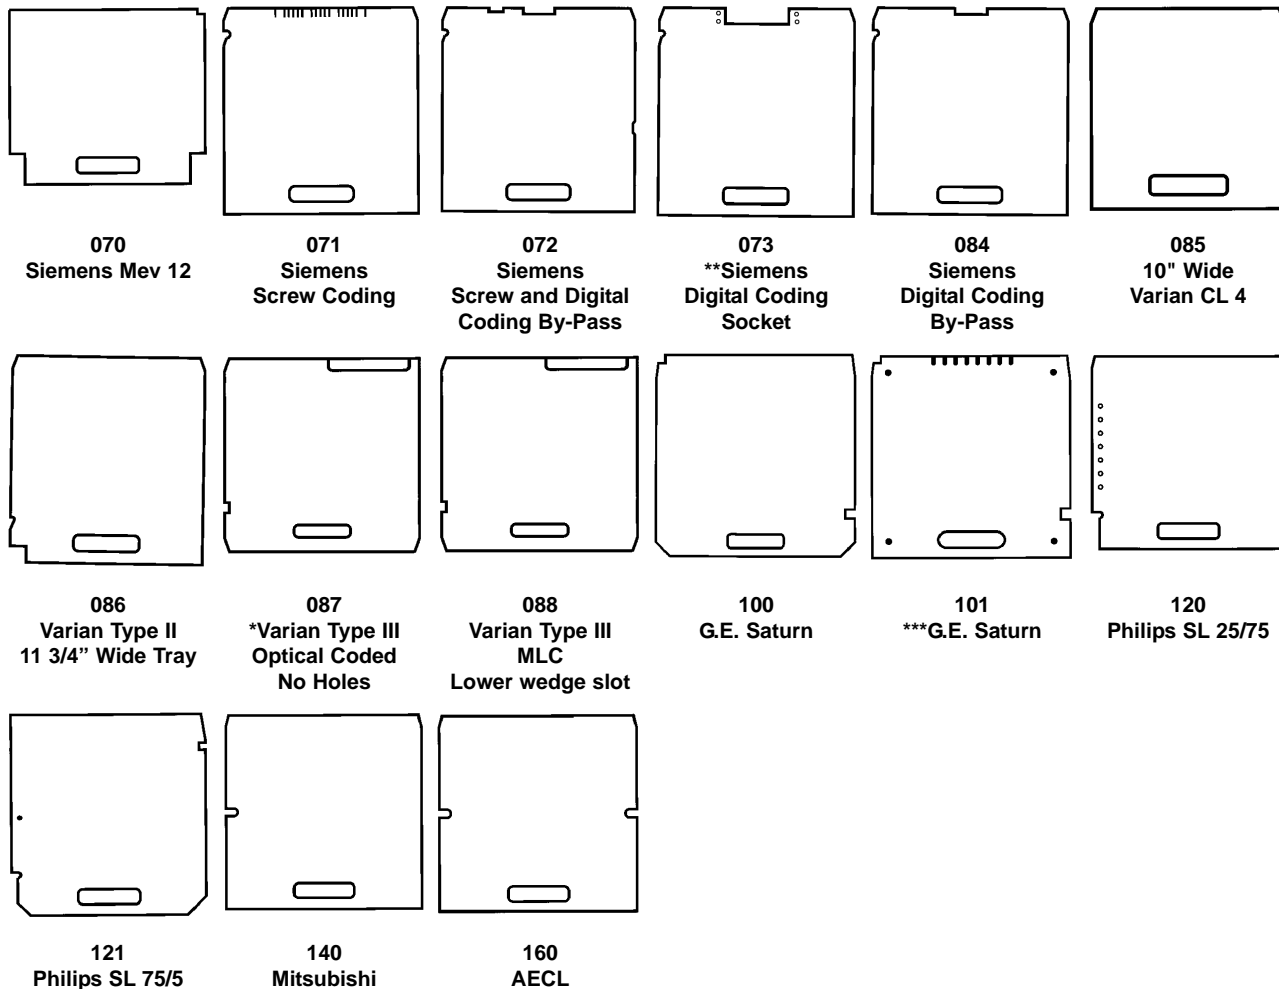 070
Siemens Mev 12
071
Siemens
Screw Coding
072
Siemens
Screw and Digital
Coding By-Pass
073
**Siemens
Digital Coding
Socket
084
Siemens
Digital Coding
By-Pass
085
10" Wide
Varian CL 4
086
Varian Type II
11 3/4” Wide Tray
087
*Varian Type III
Optical Coded
No Holes
088
Varian Type III
MLC
Lower wedge slot
100
G.E. Saturn
101
***G.E. Saturn
120
Philips SL 25/75
121
Philips SL 75/5
140
Mitsubishi
160
AECL